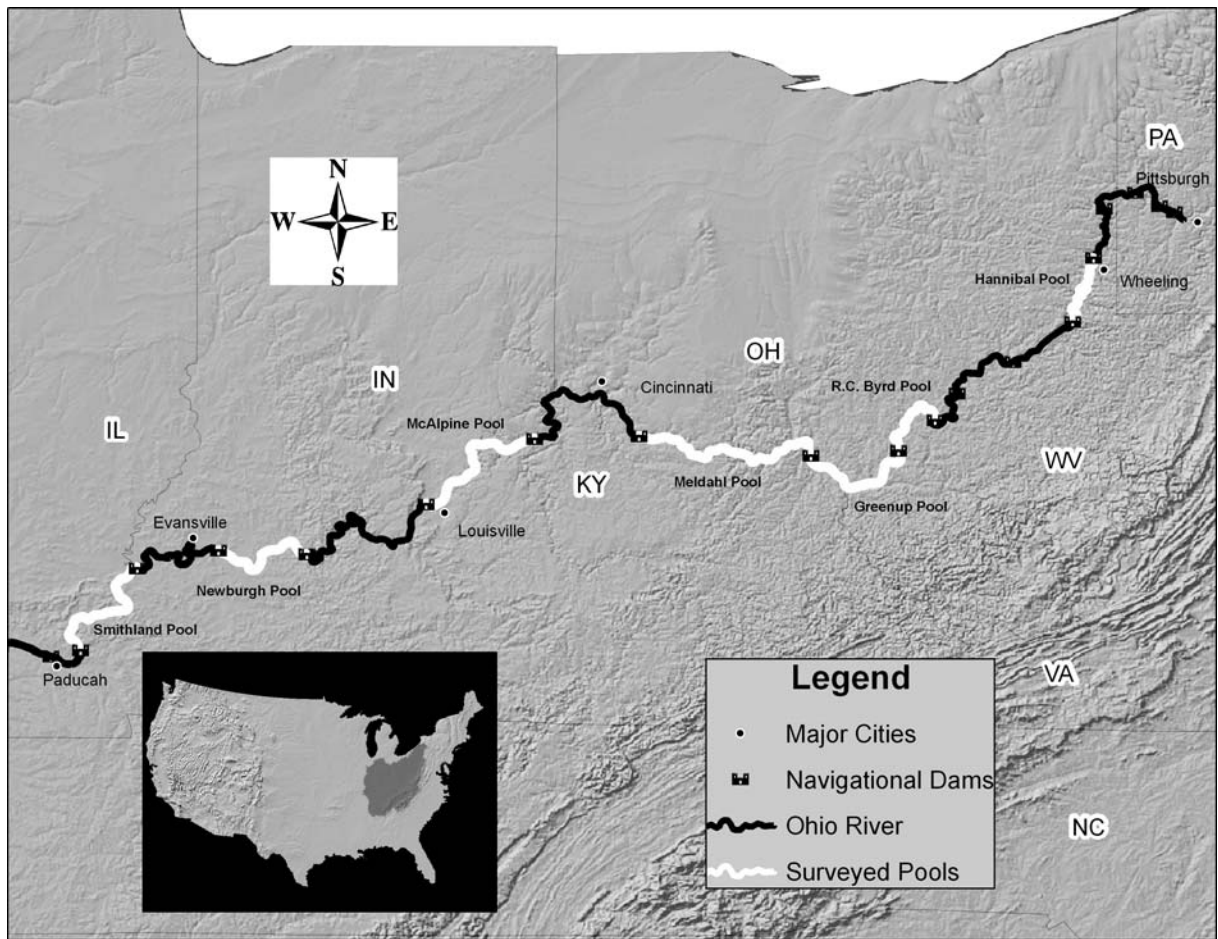 N
W
E
S
PA
Pittsburgh
Hannibal Pool
Wheeling
OH
R.C. Byrd Pool
IN
Cincinnati
McAlpine Pool
IL
WV
KY
Meldahl Pool
Greenup Pool
Evansville
Louisville
Newburgh Pool
Smithland Pool
Paducah
VA
NC
Legend
Major Cities
Navigational Dams
Ohio River
Surveyed Pools